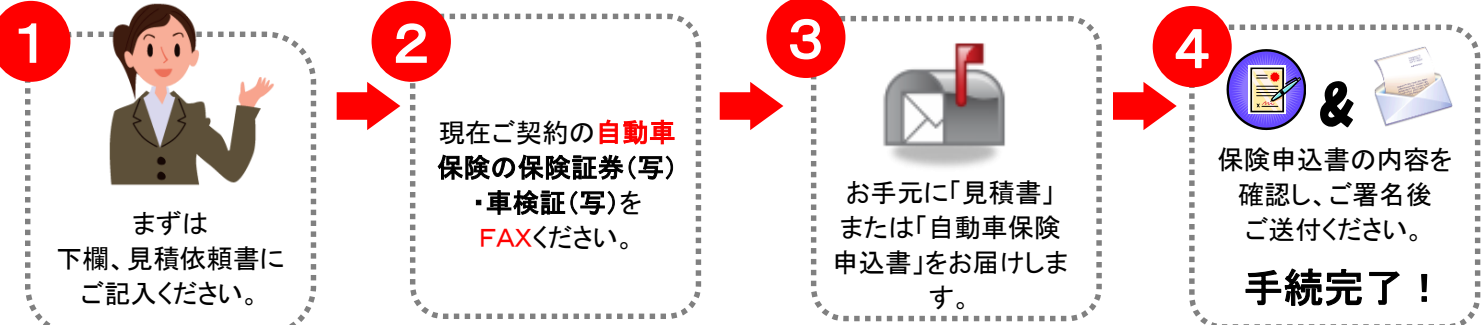 1
まずは
下欄、見積依頼書に
ご記入ください。
2
現在ご契約の自動車
保険の保険証券(写)
・車検証(写)を
FAXください。
3
お手元に「見積書」
または「自動車保険
申込書」をお届けしま
す。
4
&
保険申込書の内容を
確認し、ご署名後
ご送付ください。
手続完了！